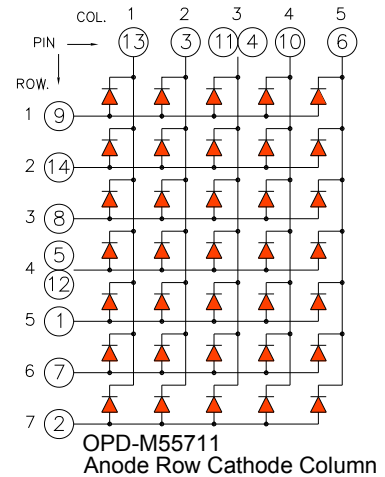 COL. 1 2 3 4 5
PIN 13 3 11 4 10 6
ROW.
1 9
2 14
3 8
4 5
12
5 1
6 7
7 2
OPD-M55711
Anode Row Cathode Column